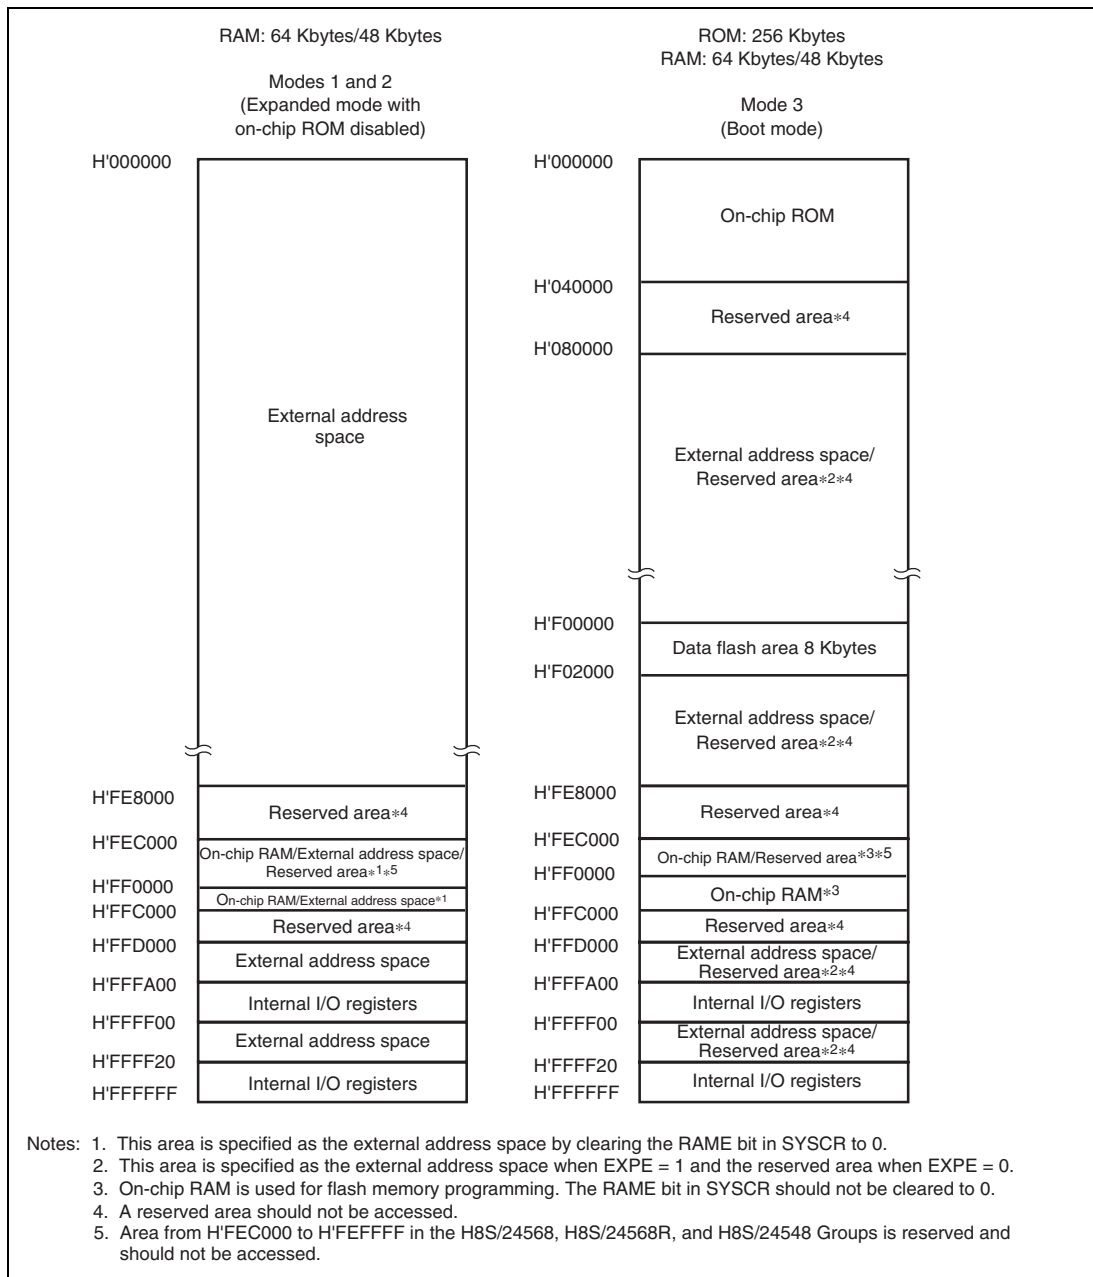 RAM: 64 Kbytes/48 Kbytes
Modes 1 and 2
(Expanded mode with
on-chip ROM disabled)
H'000000
External address
space
H'FE8000
Reserved area*4
H'FEC000
On-chip RAM/External address space/
Reserved area*1*5
H'FF0000
On-chip RAM/External address space*1
H'FFC000
Reserved area*4
H'FFD000
External address space
H'FFFA00
Internal I/O registers
H'FFFF00
External address space
H'FFFF20
Internal I/O registers
H'FFFFFF
ROM: 256 Kbytes
RAM: 64 Kbytes/48 Kbytes
Mode 3
(Boot mode)
H'000000
On-chip ROM
H'040000
Reserved area*4
H'080000
External address space/
Reserved area*2*4
H'F00000
Data flash area 8 Kbytes
H'F02000
External address space/
Reserved area*2*4
H'FE8000
Reserved area*4
H'FEC000
On-chip RAM/Reserved area*3*5
H'FF0000
On-chip RAM*3
H'FFC000
Reserved area*4
H'FFD000
External address space/
Reserved area*2*4
H'FFFA00
Internal I/O registers
H'FFFF00
External address space/
Reserved area*2*4
H'FFFF20
Internal I/O registers
H'FFFFFF
Notes: 1. This area is specified as the external address space by clearing the RAME bit in SYSCR to 0.
2. This area is specified as the external address space when EXPE = 1 and the reserved area when EXPE = 0.
3. On-chip RAM is used for flash memory programming. The RAME bit in SYSCR should not be cleared to 0.
4. A reserved area should not be accessed.
5. Area from H'FEC000 to H'FEFFFF in the H8S/24568, H8S/24568R, and H8S/24548 Groups is reserved and
should not be accessed.